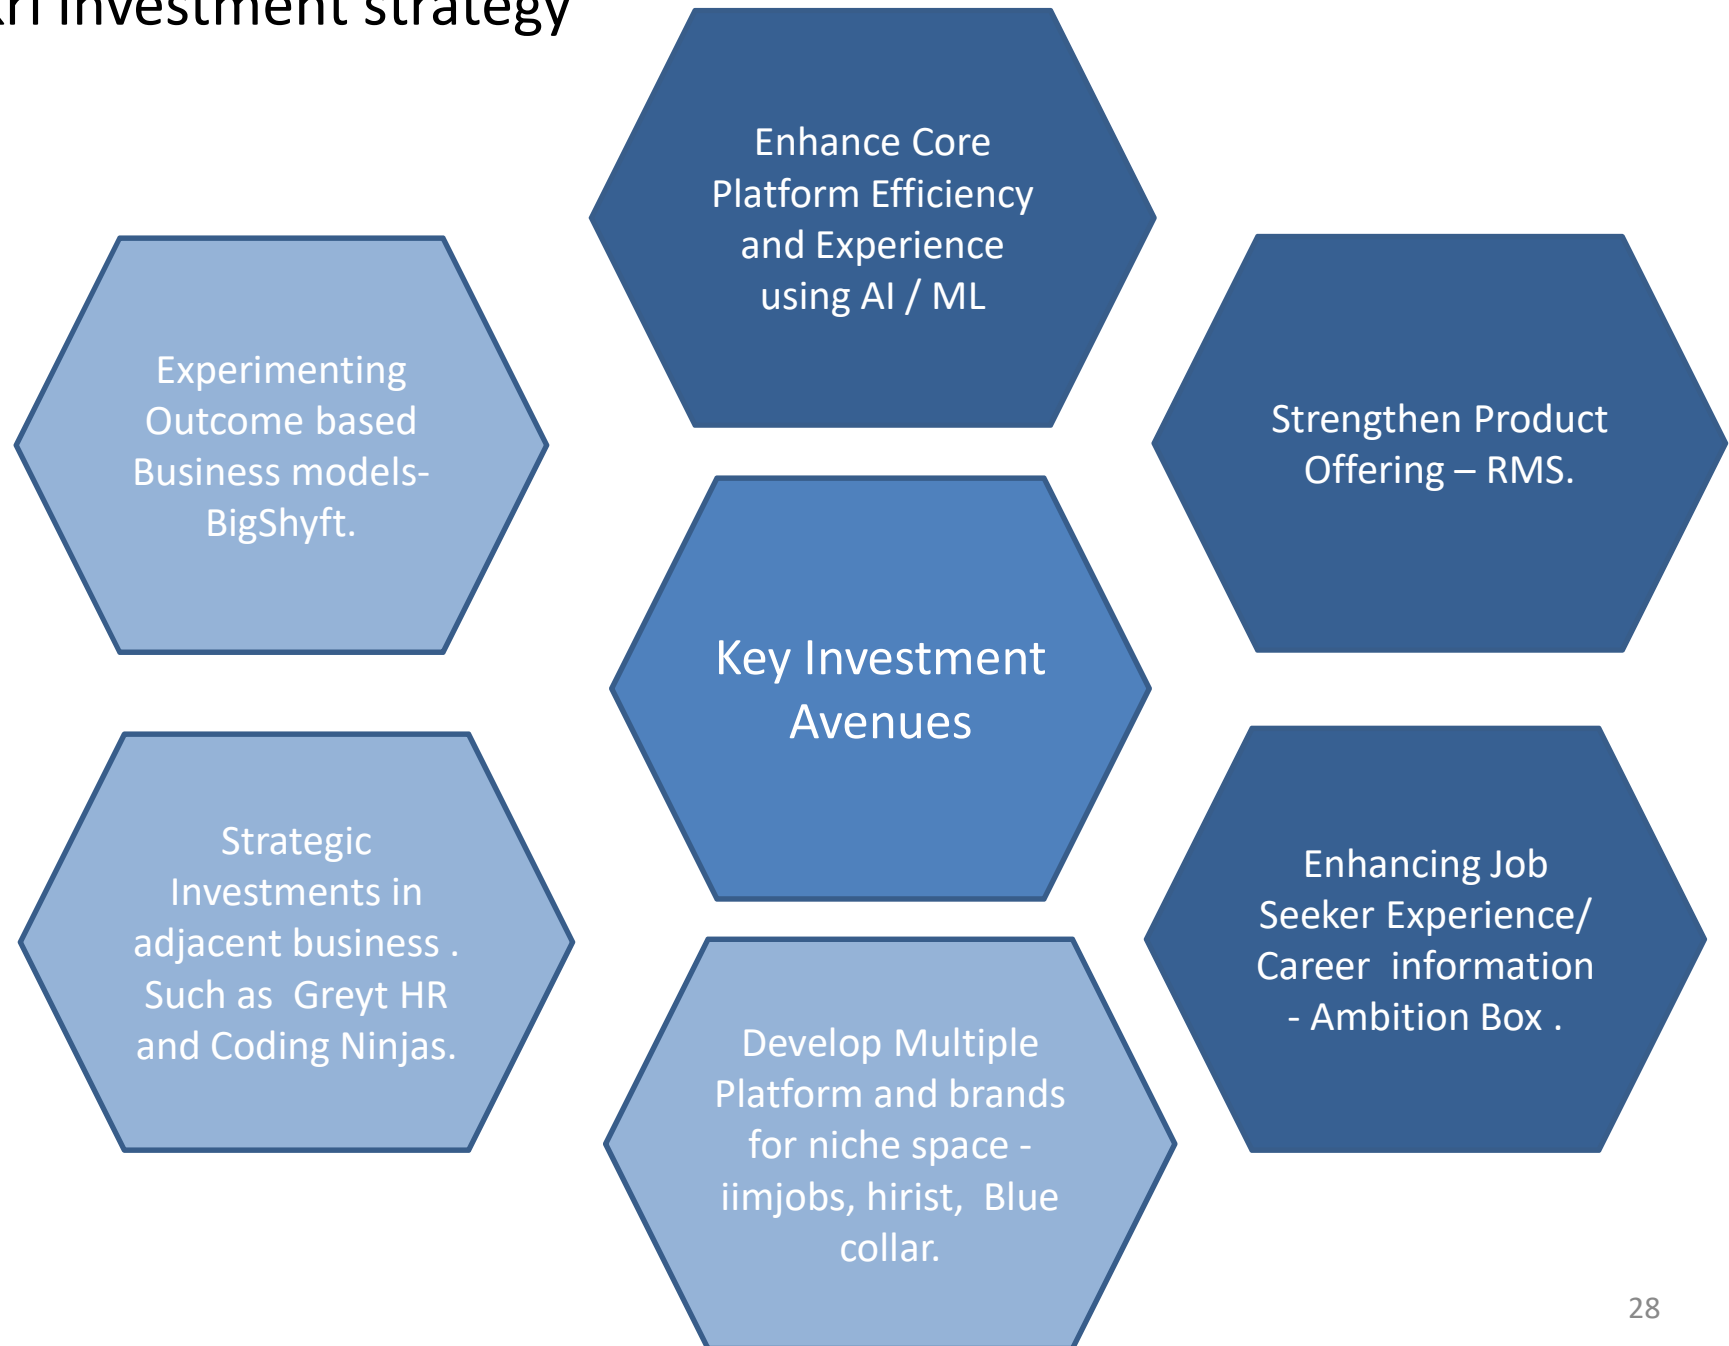 investment strategy
Enhance Core
Platform Efficiency
and Experience
using AI / ML
Strengthen Product
Offering – RMS.
Enhancing Job
Seeker Experience/
Career  information
- Ambition Box .
Develop Multiple
Platform and brands
for niche space -
iimjobs, hirist,  Blue
collar.
Strategic
Investments in
adjacent business .
Such as  Greyt HR
and Coding Ninjas.
Experimenting
Outcome based
Business models-
BigShyft.
Key Investment
Avenues
28